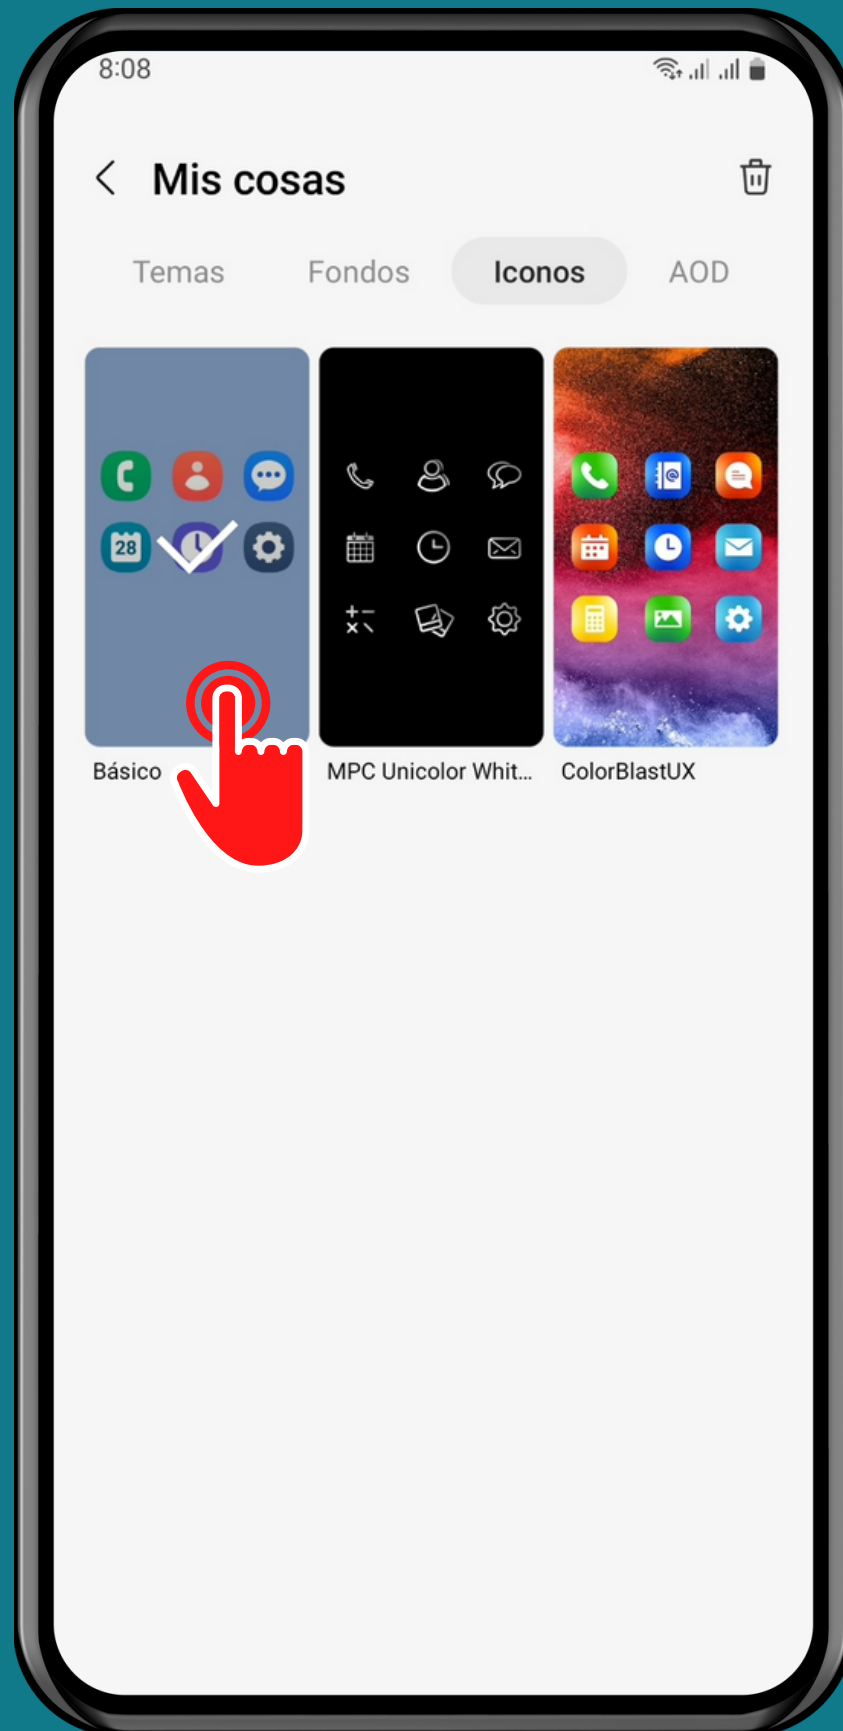 8:08
Mis cosas
Temas Fondos Iconos AOD
28
Básico MPC Unicolor Whit... ColorBlastUX